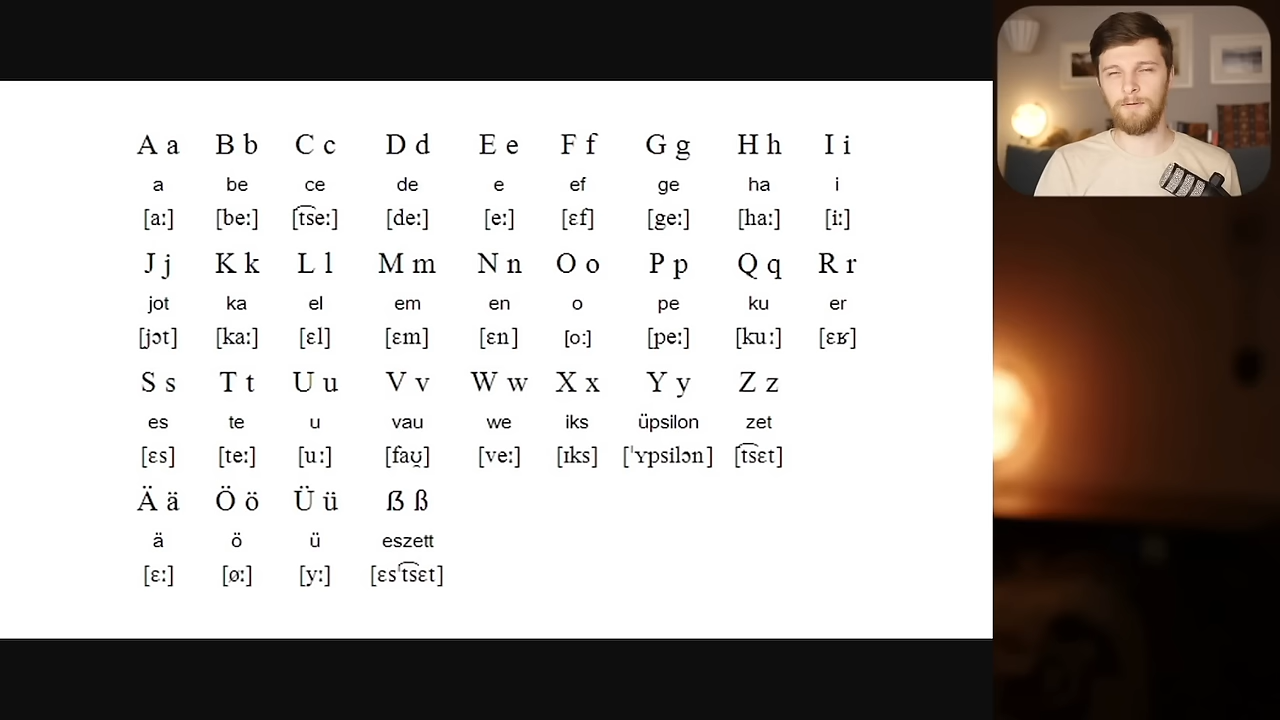 A a B b C c D d E e F f G g H h I i
a be ce de e ef ge ha i
[aː] [beː] [t͡seː] [deː] [eː] [ɛf] [ɡeː] [haː] [iː]
J j K k L l M m N n O o P p Q q R r
jot ka el em en o pe ku er
[jɔt] [kaː] [ɛl] [ɛm] [ɛn] [oː] [peː] [kuː] [ɛʁ]
S s T t U u V v W w X x Y y Z z
es te u vau we iks üpsilon zet
[ɛs] [teː] [uː] [faʊ̯] [veː] [ɪks] [ˈʏpsilɔn] [t͡sɛt]
Ä ä Ö ö Ü ü ẞ ß
ä ö ü eszett
[ɛː] [øː] [yː] [ɛsˈt͡sɛt]